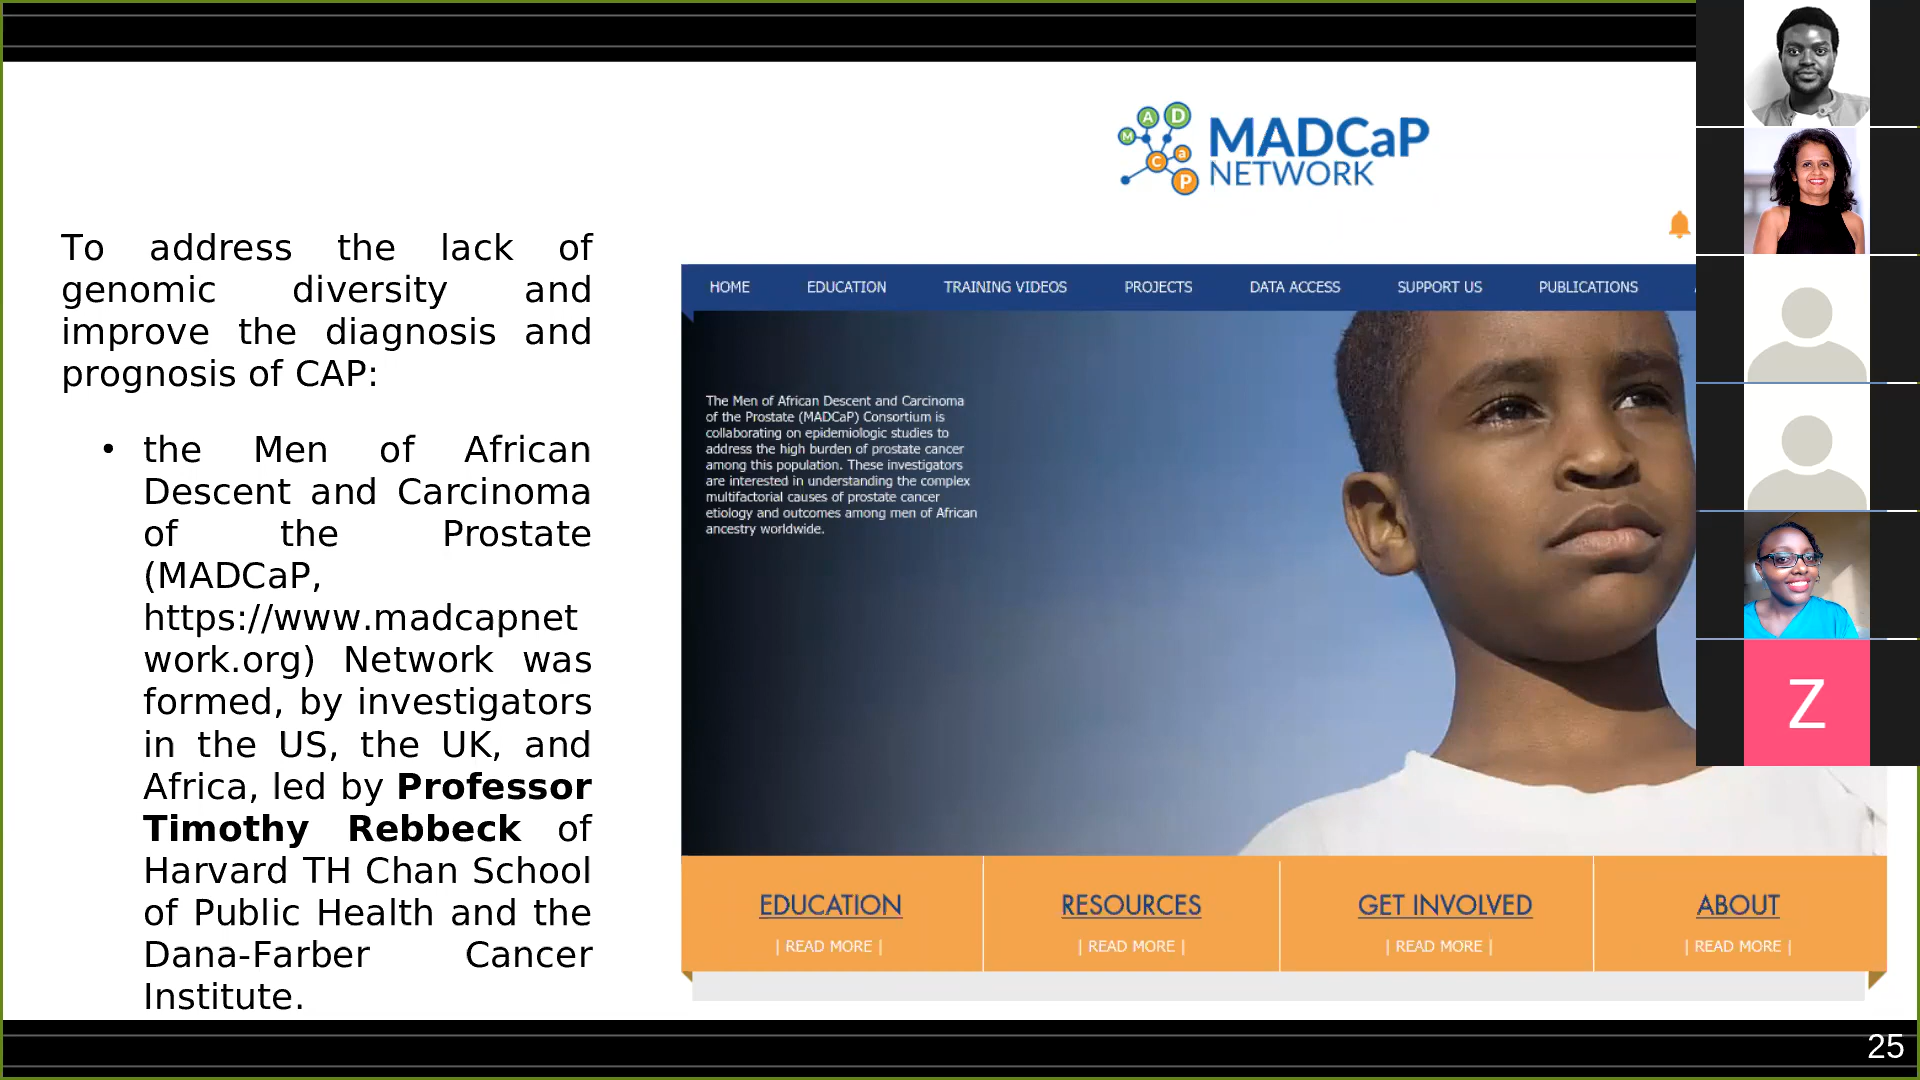 To address the lack of
genomic diversity and
improve the diagnosis and
prognosis of CAP:
• the Men of African
Descent and Carcinoma
of the Prostate
(MADCaP,
https://www.madcapnet
work.org) Network was
formed, by investigators
in the US, the UK, and
Africa, led by Professor
Timothy Rebbeck of
Harvard TH Chan School
of Public Health and the
Dana-Farber Cancer
Institute.
M A D C a P
MADCaP
NETWORK
HOME EDUCATION TRAINING VIDEOS PROJECTS DATA ACCESS SUPPORT US PUBLICATIONS
The Men of African Descent and Carcinoma
of the Prostate (MADCaP) Consortium is
collaborating on epidemiologic studies to
address the high burden of prostate cancer
among this population. These investigators
are interested in understanding the complex
multifactorial causes of prostate cancer
etiology and outcomes among men of African
ancestry worldwide.
EDUCATION RESOURCES GET INVOLVED ABOUT
| READ MORE | | READ MORE | | READ MORE | | READ MORE |
Z
25